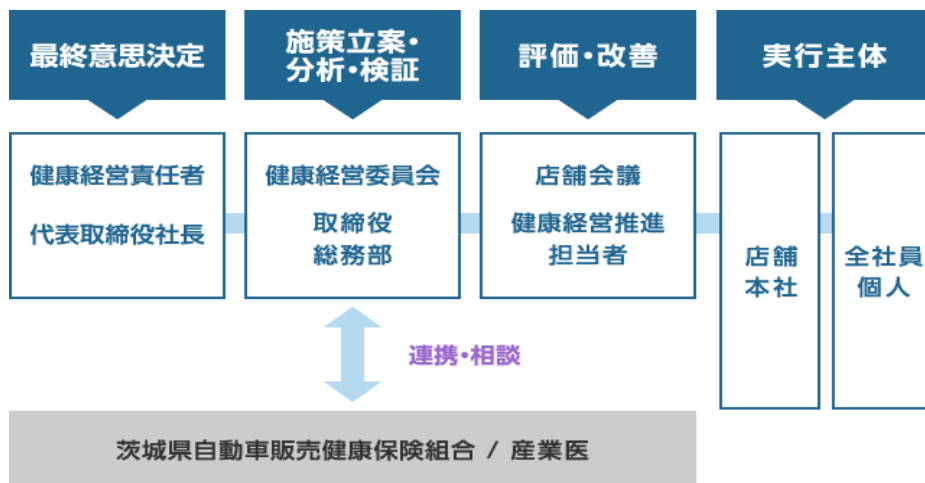 最終意思決定
施策立案・
分析・検証
評価・改善
実行主体
健康経営責任者
代表取締役社長
健康経営委員会
取締役
総務部
店舗会議
健康経営推進
担当者
店舗
本社
全社員
個人
連携・相談
茨城県自動車販売健康保険組合 / 産業医